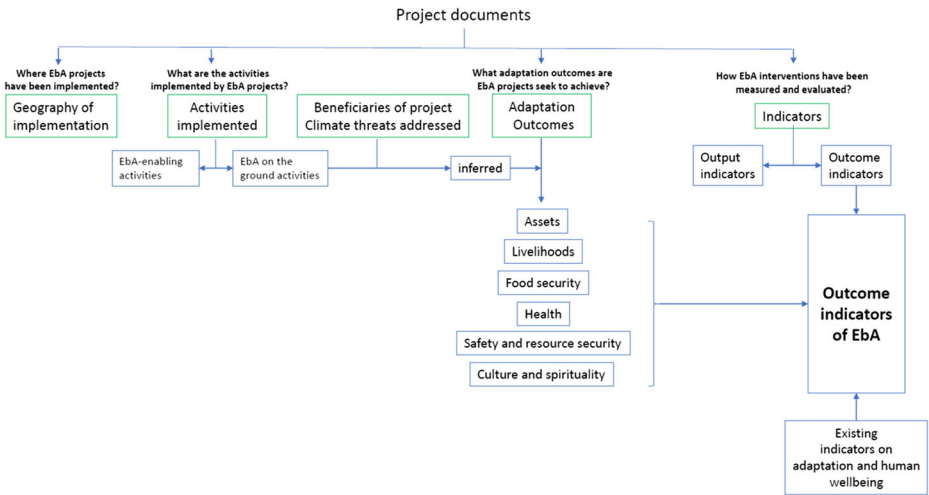 Project documents
Where EbA projects
have been implemented?
What are the activities
implemented by EbA projects?
What adaptation outcomes are
EbA projects seek to achieve?
How EbA interventions have been
measured and evaluated?
Geography of
implementation
Activities
implemented
Beneficiaries of project
Climate threats addressed
Adaptation
Outcomes
Indicators
EbA-enabling
activities
EbA on the
ground activities
inferred
Output
indicators
Outcome
indicators
Assets
Livelihoods
Food security
Health
Safety and resource security
Culture and spirituality
Outcome
indicators
of EbA
Existing
indicators on
adaptation and human
wellbeing